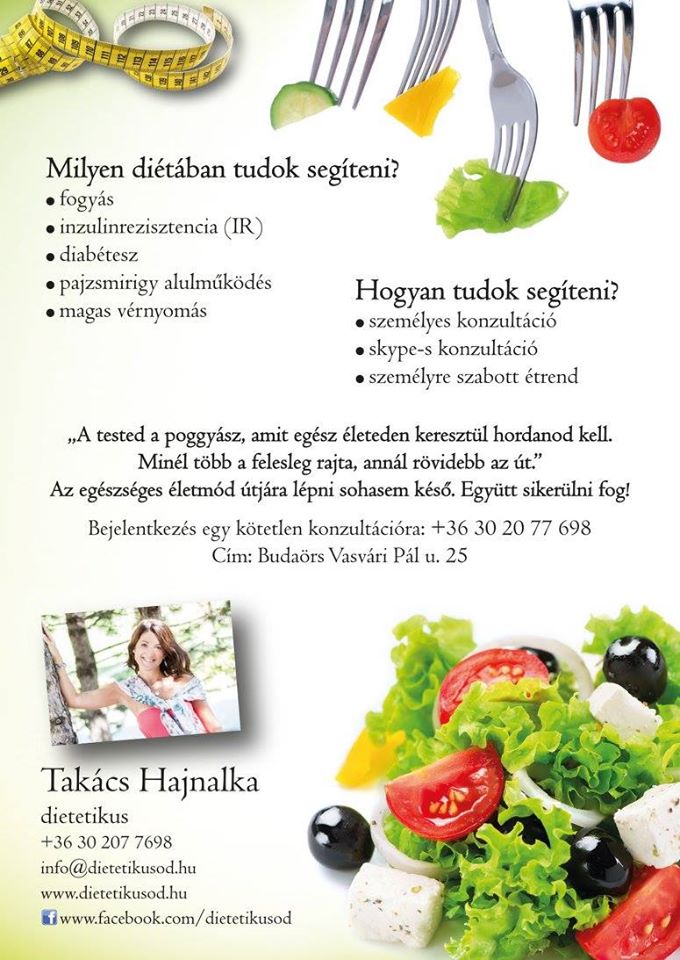 Milyen diétában tudok segíteni?
• fogyás
• inzulinrezisztencia (IR)
• diabétesz
• pajzsmirigy alulműködés
• magas vérnyomás
Hogyan tudok segíteni?
• személyes konzultáció
• skype-s konzultáció
• személyre szabott étrend
„A tested a poggyász, amit egész életeden keresztül hordanod kell.
Minél több a felesleg rajta, annál rövidebb az út.”
Az egészséges életmód útjára lépni sohasem késő. Együtt sikerülni fog!
Bejelentkezés egy kötetlen konzultációra: +36 30 20 77 698
Cím: Budaörs Vasvári Pál u. 25
Takács Hajnalka
dietetikus
+36 30 207 7698
info@dietetikusod.hu
www.dietetikusod.hu
f www.facebook.com/dietetikusod